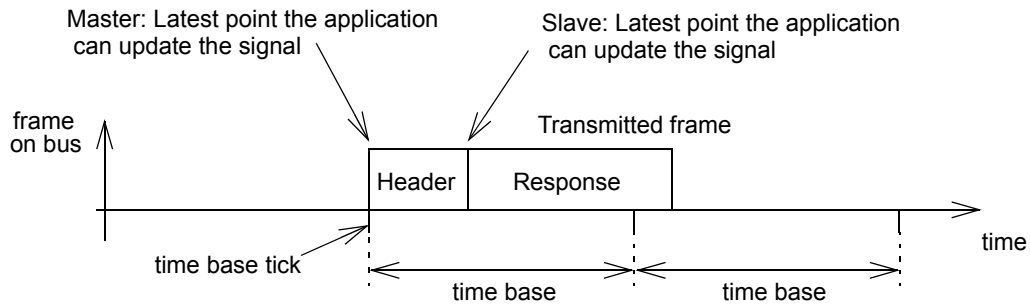 Master: Latest point the application
can update the signal
Slave: Latest point the application
can update the signal
frame
on bus
Transmitted frame
Header
Response
time
time base tick
time base
time base